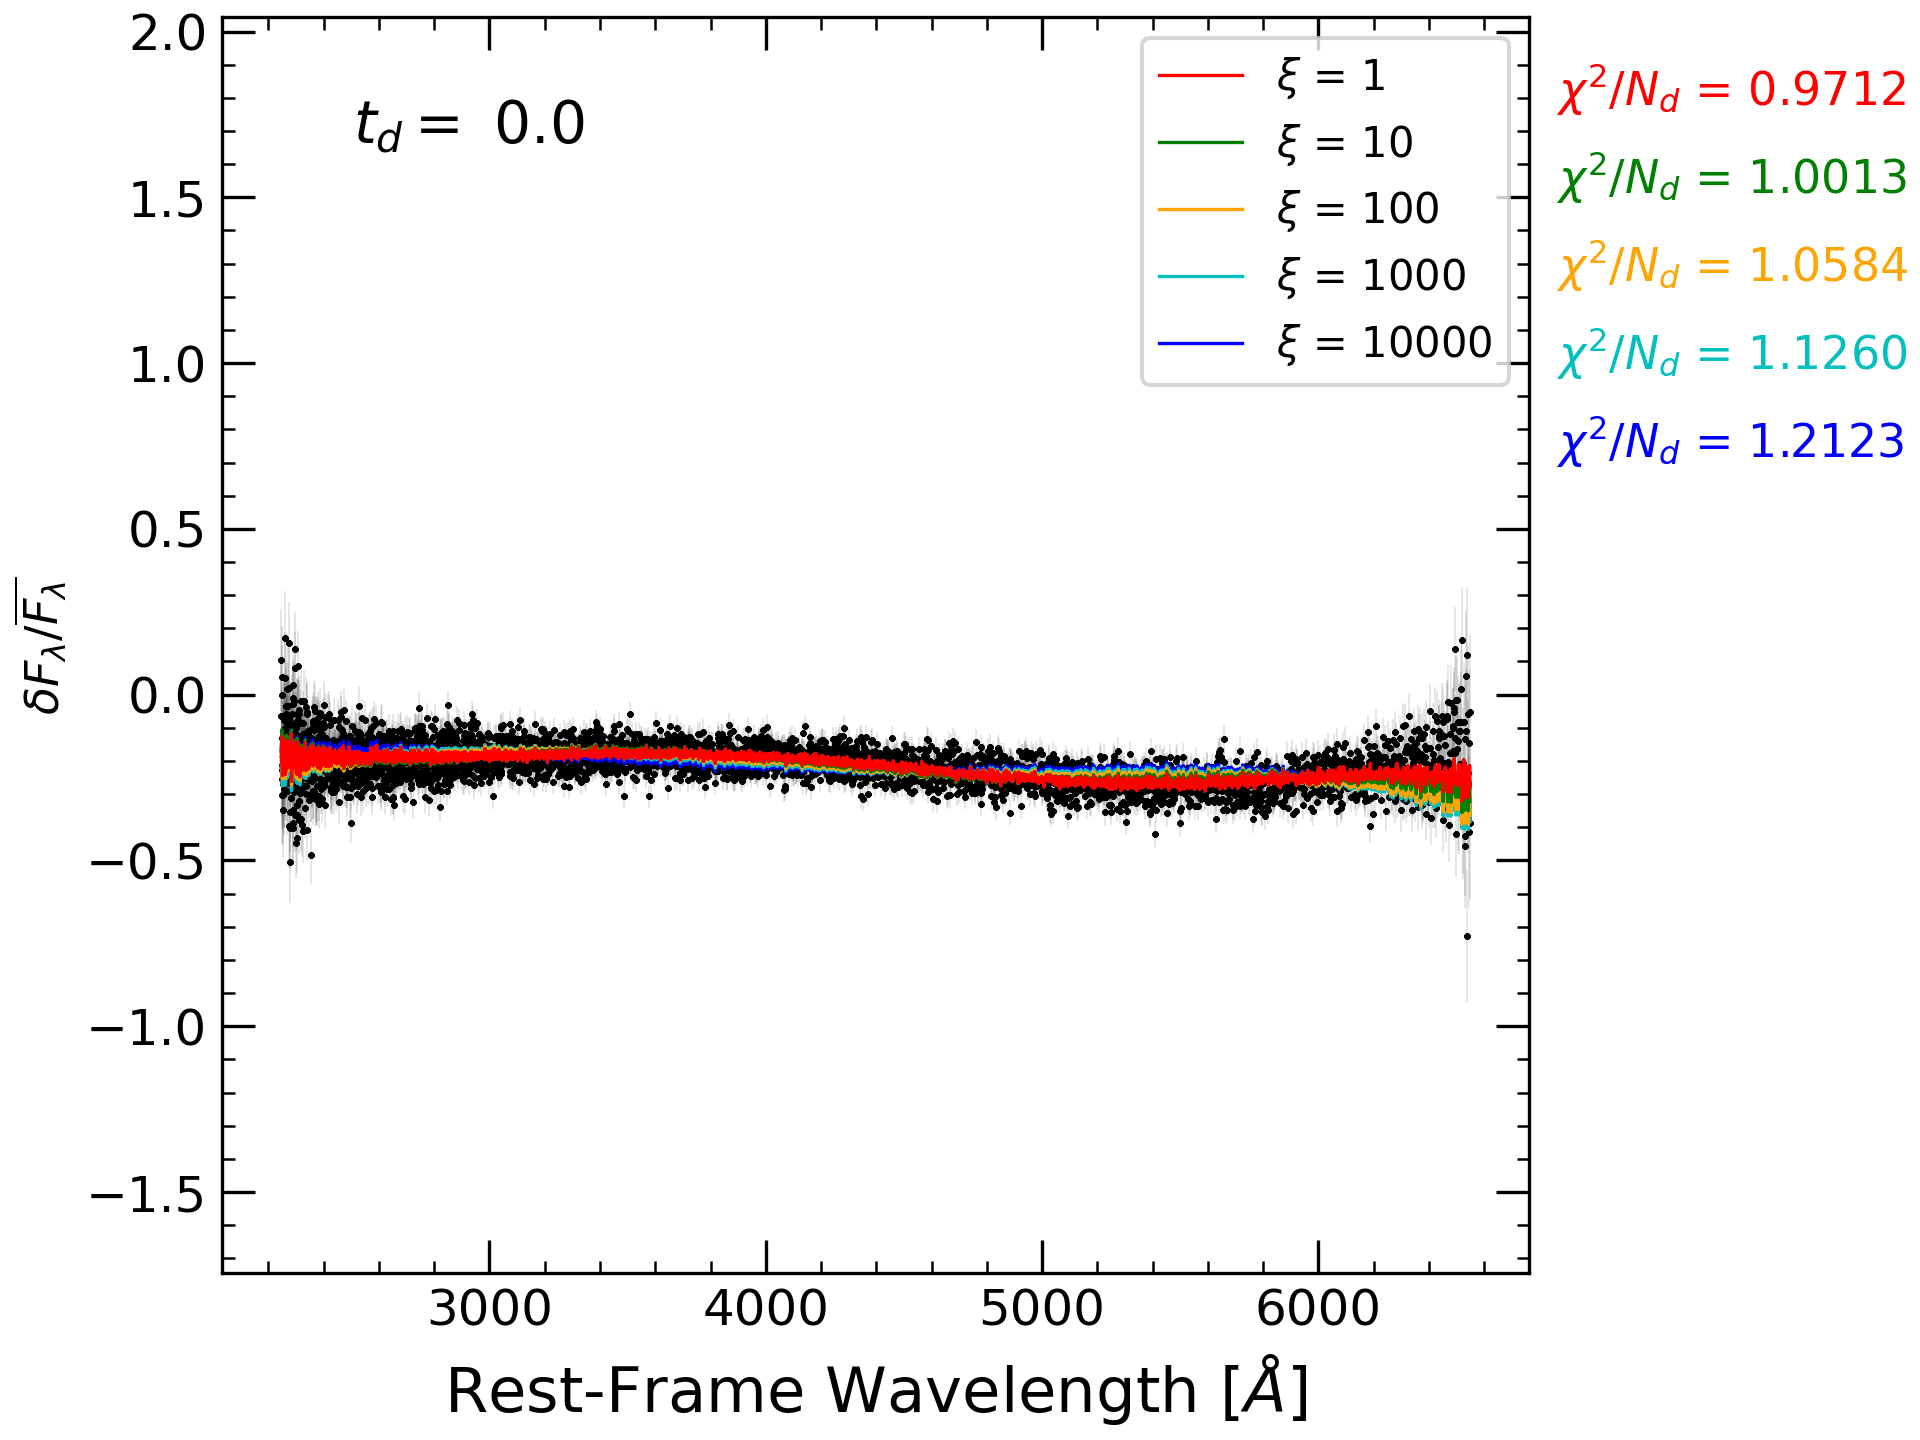 t_d = 0.0
ξ = 1
ξ = 10
ξ = 100
ξ = 1000
ξ = 10000
χ²/N_d = 0.9712
χ²/N_d = 1.0013
χ²/N_d = 1.0584
χ²/N_d = 1.1260
χ²/N_d = 1.2123
2.0
1.5
1.0
0.5
0.0
−0.5
−1.0
−1.5
δF_λ/F̅_λ
3000 4000 5000 6000
Rest-Frame Wavelength [Å]